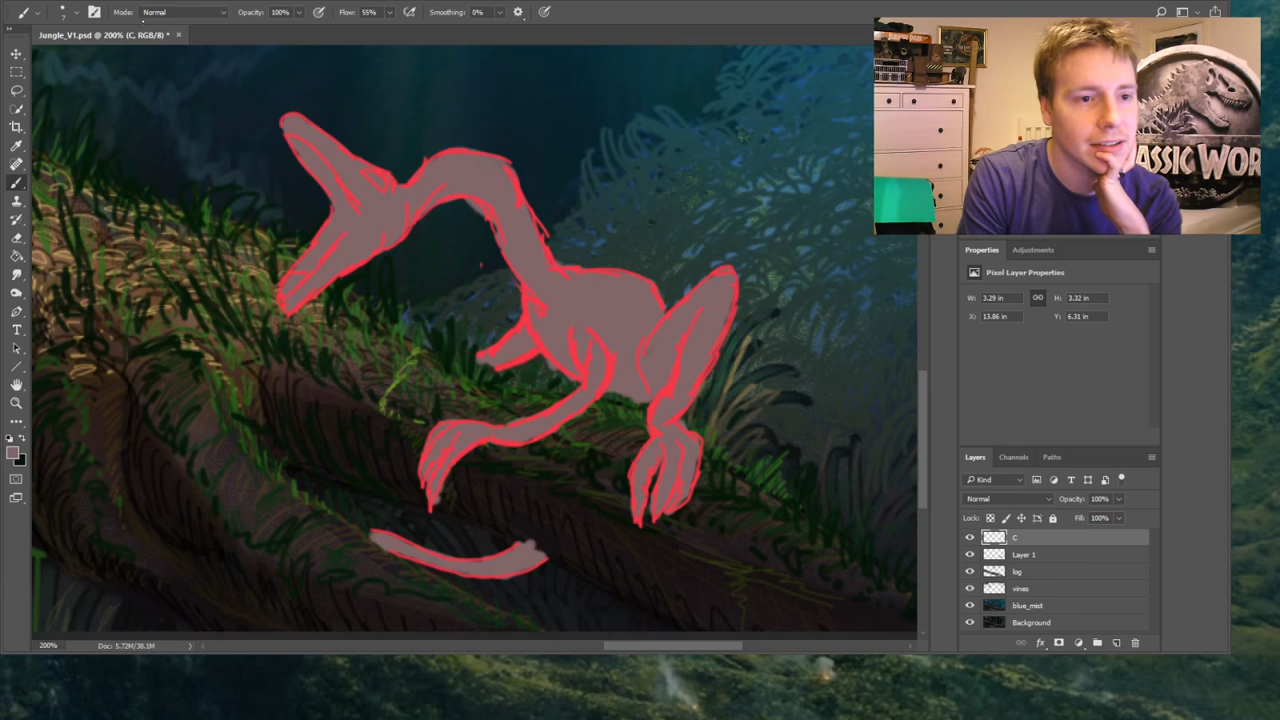 Mode: Normal Opacity: 100% Flow: 55% Smoothing: 0%
Jungle_V1.psd @ 200% (C, RGB/8) *
ASSIC WOR
Properties Adjustments
Pixel Layer Properties
W: 3.29 in H: 3.32 in
X: 13.86 in Y: 6.31 in
Layers Channels Paths
Kind
Normal Opacity: 100%
Lock: Fill: 100%
C
Layer 1
log
vines
blue_mist
Background
200% Doc: 5.72M/38.1M